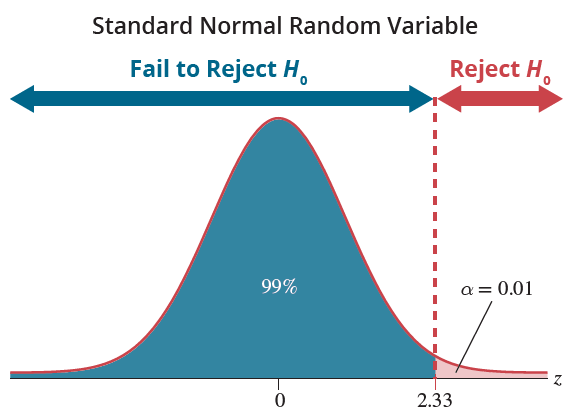 Standard Normal Random Variable
Fail to Reject H₀
Reject H₀
99%
α = 0.01
z
0
2.33